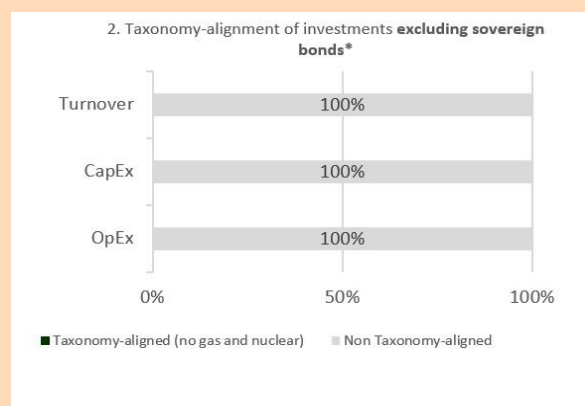 2. Taxonomy-alignment of investments excluding sovereign
bonds*
Turnover
100%
CapEx
100%
OpEx
100%
0%
50%
100%
Taxonomy-aligned (no gas and nuclear)
Non Taxonomy-aligned